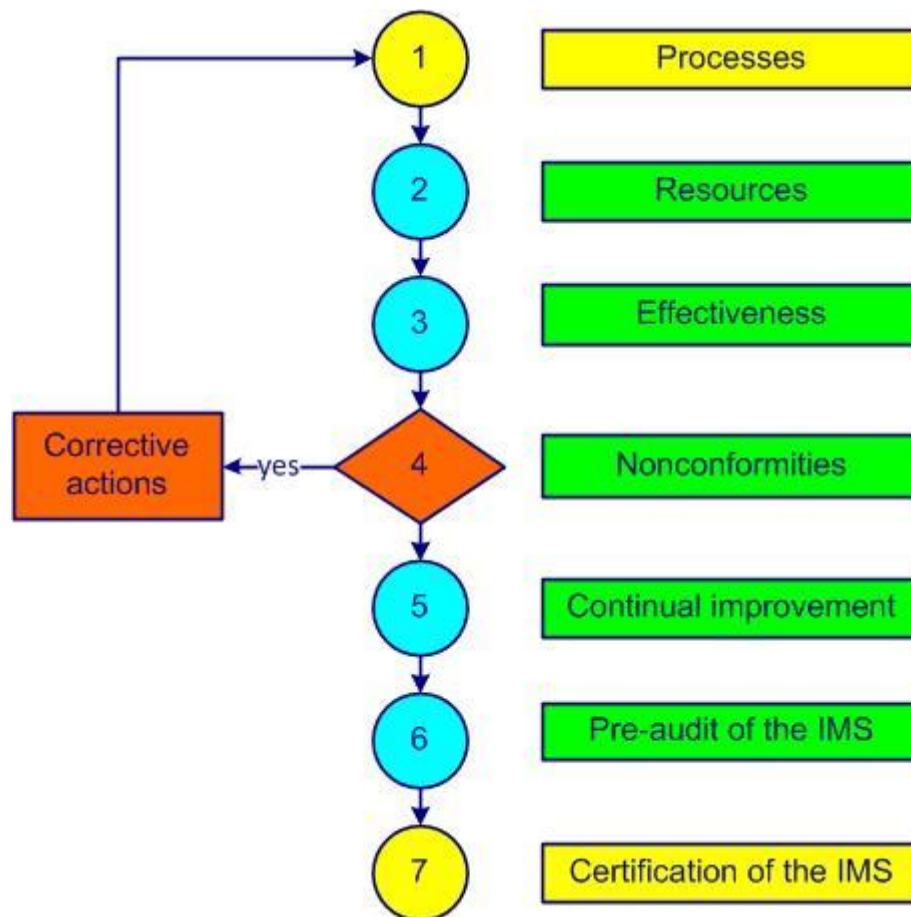 1
Processes
2
Resources
3
Effectiveness
Corrective
actions
yes
4
Nonconformities
5
Continual improvement
6
Pre-audit of the IMS
7
Certification of the IMS